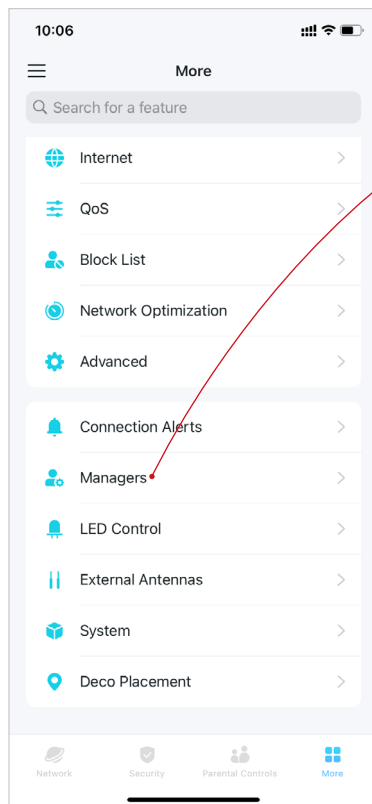 10:06
More
Search for a feature
Internet
QoS
Block List
Network Optimization
Advanced
Connection Alerts
Managers
LED Control
External Antennas
System
Deco Placement
Network Security Parental Controls More